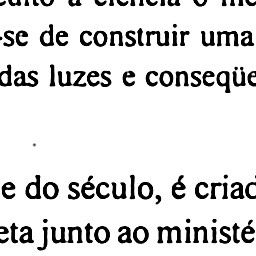 -se de construir uma
das luzes e conseqüe
e do século, é criad
eta junto ao ministé